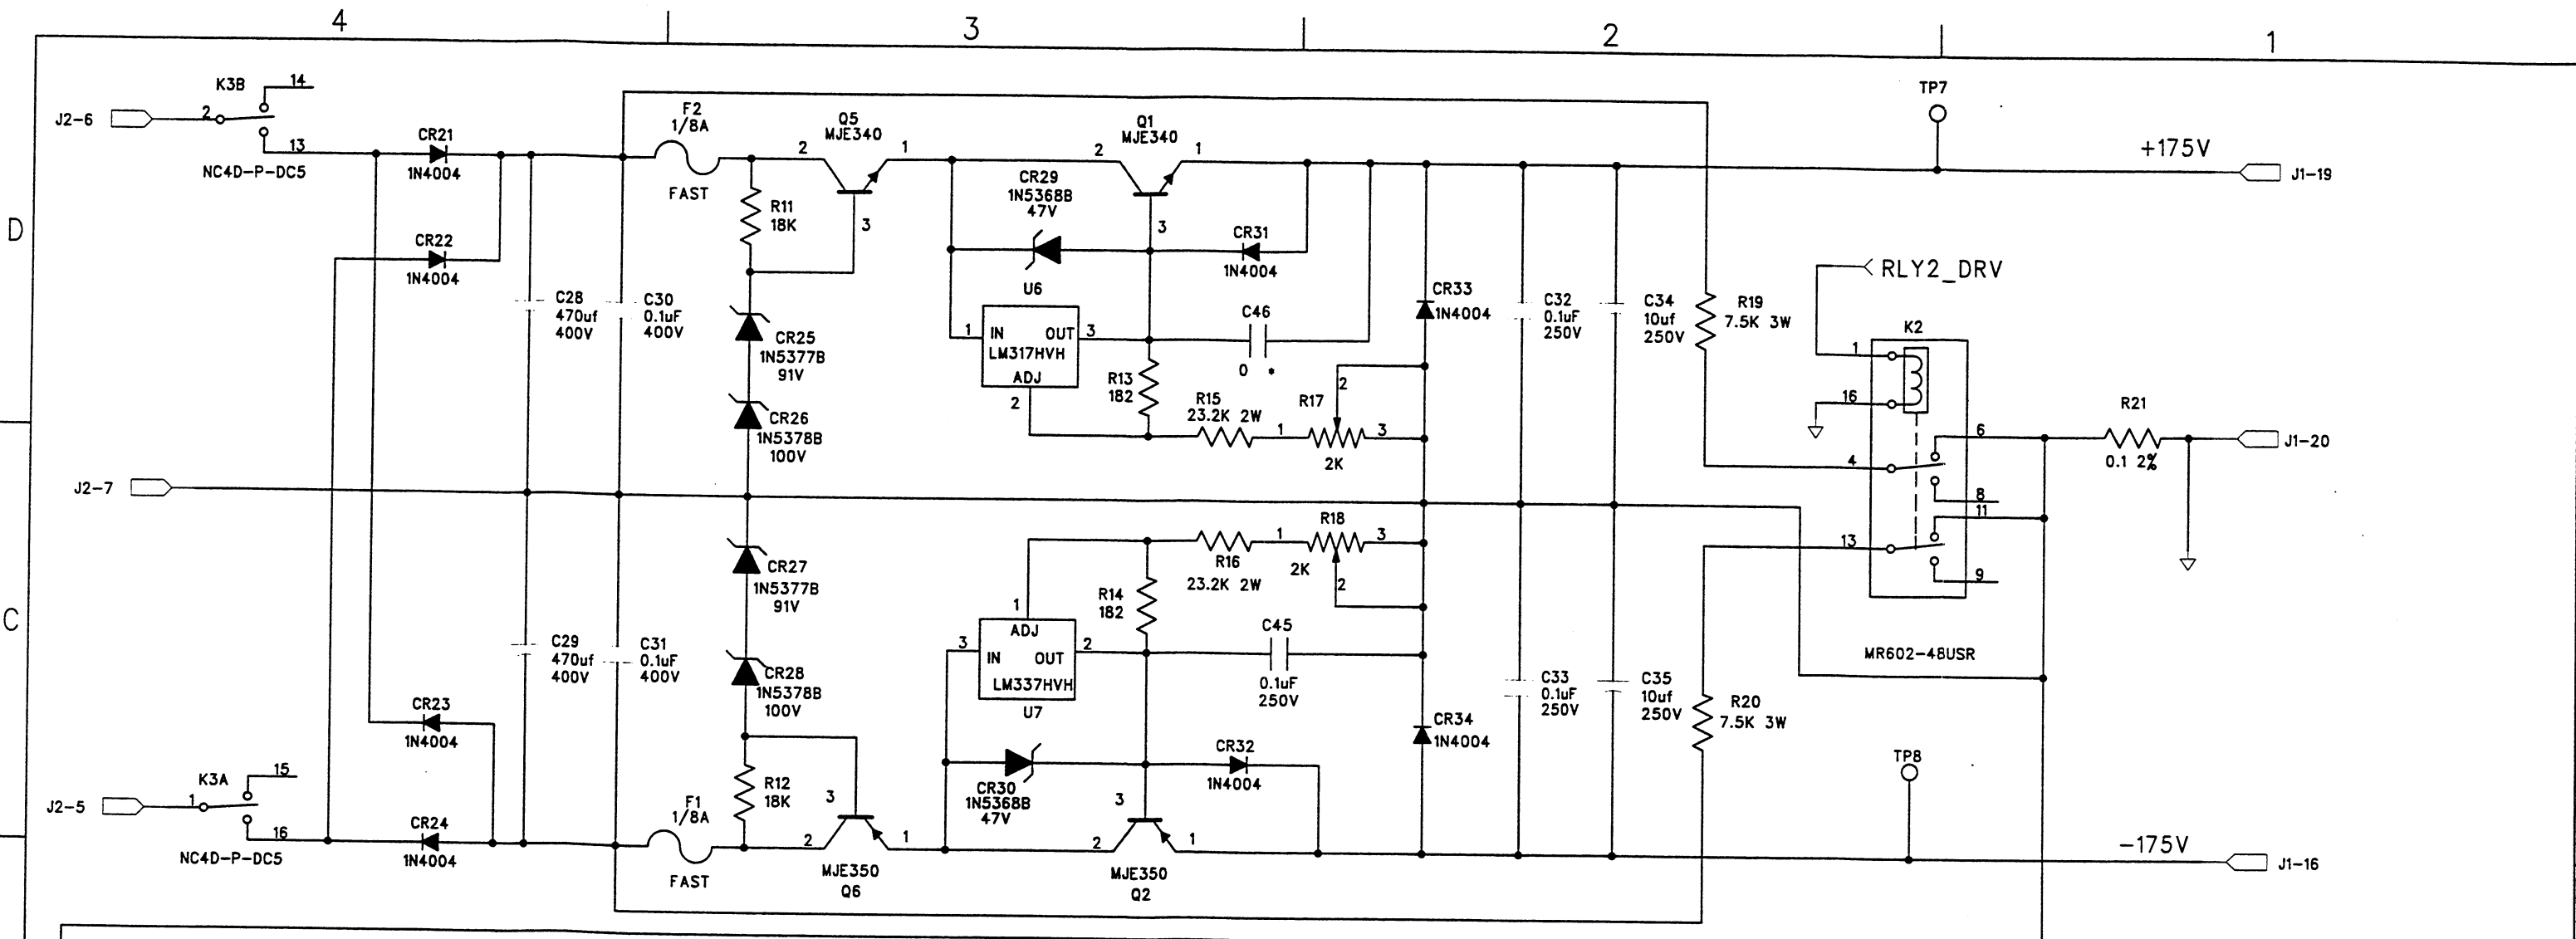 4
3
2
1
D
C
K3B
14
J2-6
2
13
NC4D-P-DC5
CR21
1N4004
CR22
1N4004
C28
470uf
400V
C30
0.1uF
400V
F2
1/8A
FAST
R11
18K
Q5
MJE340
2
1
3
CR25
1N5377B
91V
CR26
1N5378B
100V
CR29
1N5368B
47V
Q1
MJE340
2
1
3
CR31
1N4004
U6
1
IN
OUT
3
LM317HVH
ADJ
2
C46
0 *
R13
182
R15
23.2K 2W
R17
1
2
3
2K
CR33
1N4004
C32
0.1uF
250V
C34
10uf
250V
R19
7.5K 3W
TP7
+175V
J1-19
RLY2_DRV
K2
1
16
4
6
8
11
13
9
MR602-48USR
R21
0.1 2%
J1-20
J2-7
CR27
1N5377B
91V
CR28
1N5378B
100V
R12
18K
C29
470uf
400V
C31
0.1uF
400V
CR23
1N4004
K3A
15
J2-5
1
16
NC4D-P-DC5
CR24
1N4004
F1
1/8A
FAST
3
2
1
MJE350
Q6
1
ADJ
3
IN
OUT
2
LM337HVH
U7
R14
182
R16
23.2K 2W
R18
1
3
2K
2
C45
0.1uF
250V
CR30
1N5368B
47V
CR32
1N4004
3
2
1
MJE350
Q2
CR34
1N4004
C33
0.1uF
250V
C35
10uf
250V
R20
7.5K 3W
TP8
-175V
J1-16